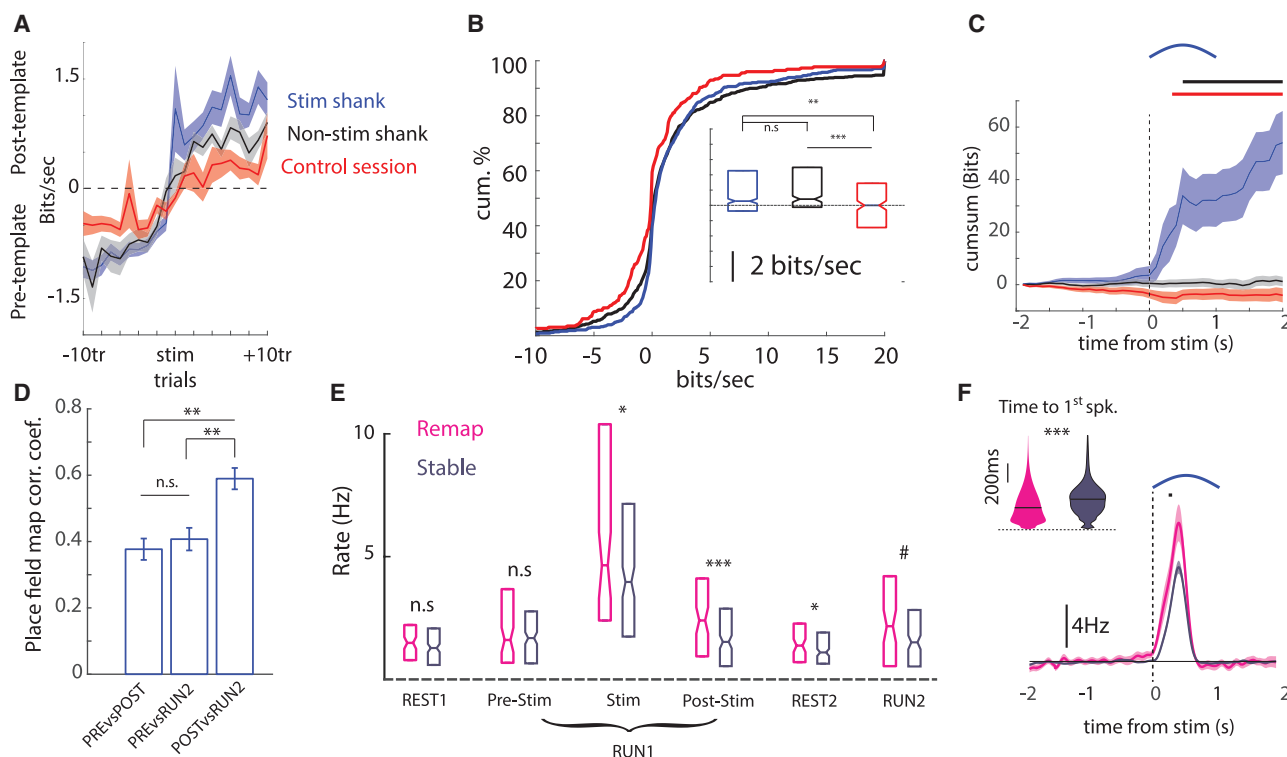 A
Post-template
Pre-template
Bits/sec
1.5
0
-1.5
-10tr
stim
+10tr
trials
Stim shank
Non-stim shank
Control session
B
cum. %
100
80
60
40
20
-10
-5
0
5
10
15
20
bits/sec
**
n.s
***
2 bits/sec
C
cumsum (Bits)
60
40
20
0
-2
-1
0
1
2
time from stim (s)
D
Place field map corr. coef.
0.8
0.6
0.4
0.2
0
**
**
n.s.
PREvsPOST
PREvsRUN2
POSTvsRUN2
E
Remap
Stable
Rate (Hz)
10
5
n.s
n.s
*
***
*
#
REST1
Pre-Stim
Stim
Post-Stim
REST2
RUN2
RUN1
F
Time to 1st spk.
***
200ms
4Hz
-2
-1
0
1
2
time from stim (s)